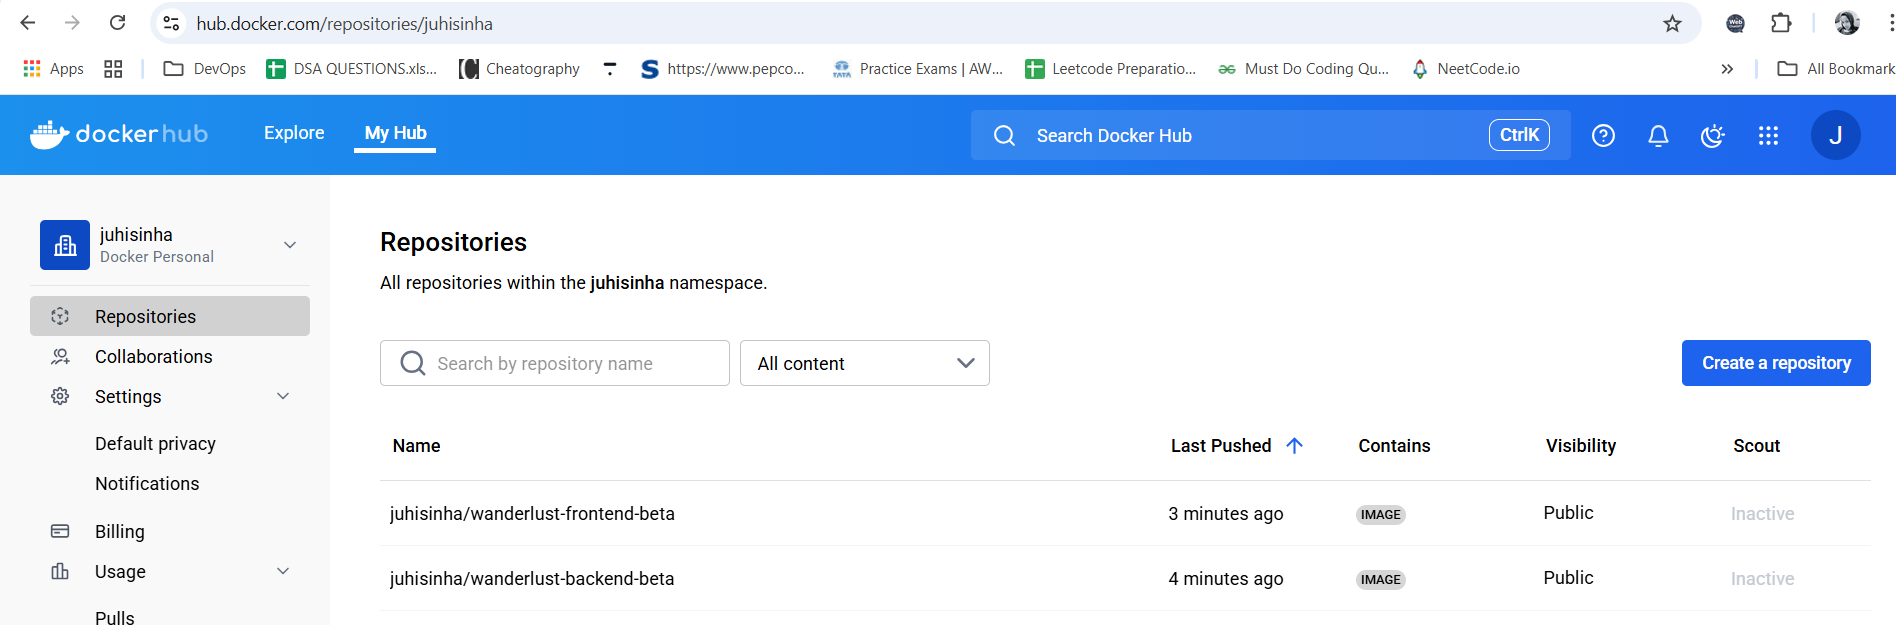 hub.docker.com/repositories/juhisinha
Apps
DevOps
DSA QUESTIONS.xls...
Cheatography
https://www.pepco...
Practice Exams | AW...
Leetcode Preparatio...
Must Do Coding Qu...
NeetCode.io
»
All Bookmark
dockerhub
Explore
My Hub
Search Docker Hub
CtrlK
J
juhisinha
Docker Personal
Repositories
Collaborations
Settings
Default privacy
Notifications
Billing
Usage
Pulls
Repositories
All repositories within the juhisinha namespace.
Search by repository name
All content
Create a repository
Name Last Pushed Contains Visibility Scout
juhisinha/wanderlust-frontend-beta 3 minutes ago IMAGE Public Inactive
juhisinha/wanderlust-backend-beta 4 minutes ago IMAGE Public Inactive